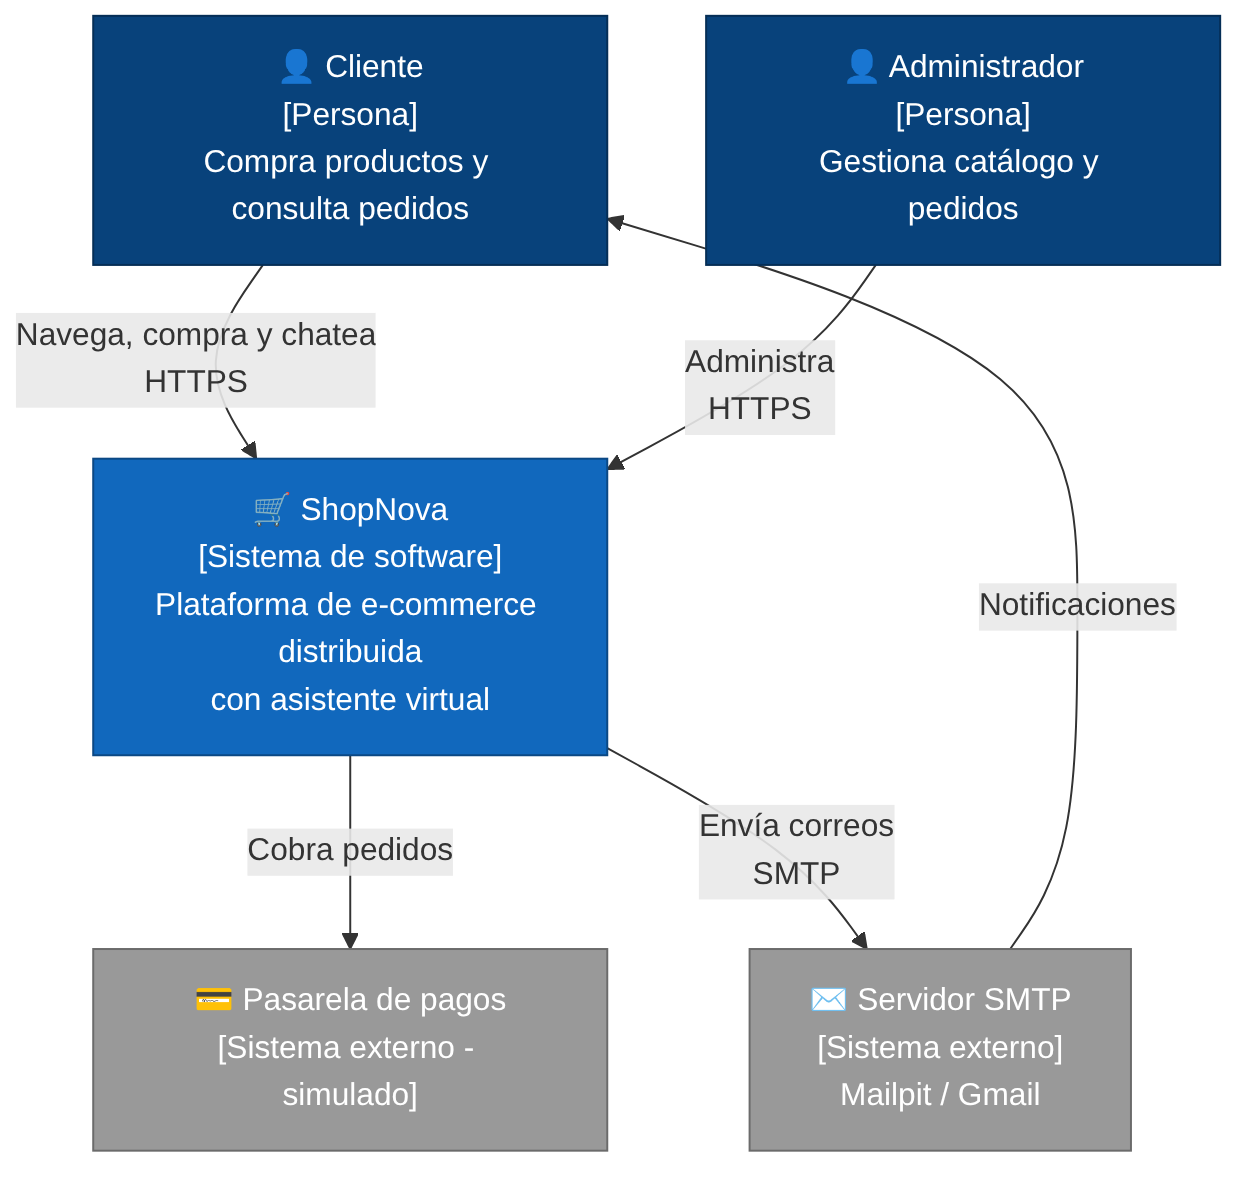 👤 Cliente
[Persona]
Compra productos y
consulta pedidos
👤 Administrador
[Persona]
Gestiona catálogo y
pedidos
Navega, compra y chatea
HTTPS
Administra
HTTPS
🛒 ShopNova
[Sistema de software]
Plataforma de e-commerce
distribuida
con asistente virtual
Notificaciones
Cobra pedidos
Envía correos
SMTP
💳 Pasarela de pagos
[Sistema externo -
simulado]
✉️ Servidor SMTP
[Sistema externo]
Mailpit / Gmail